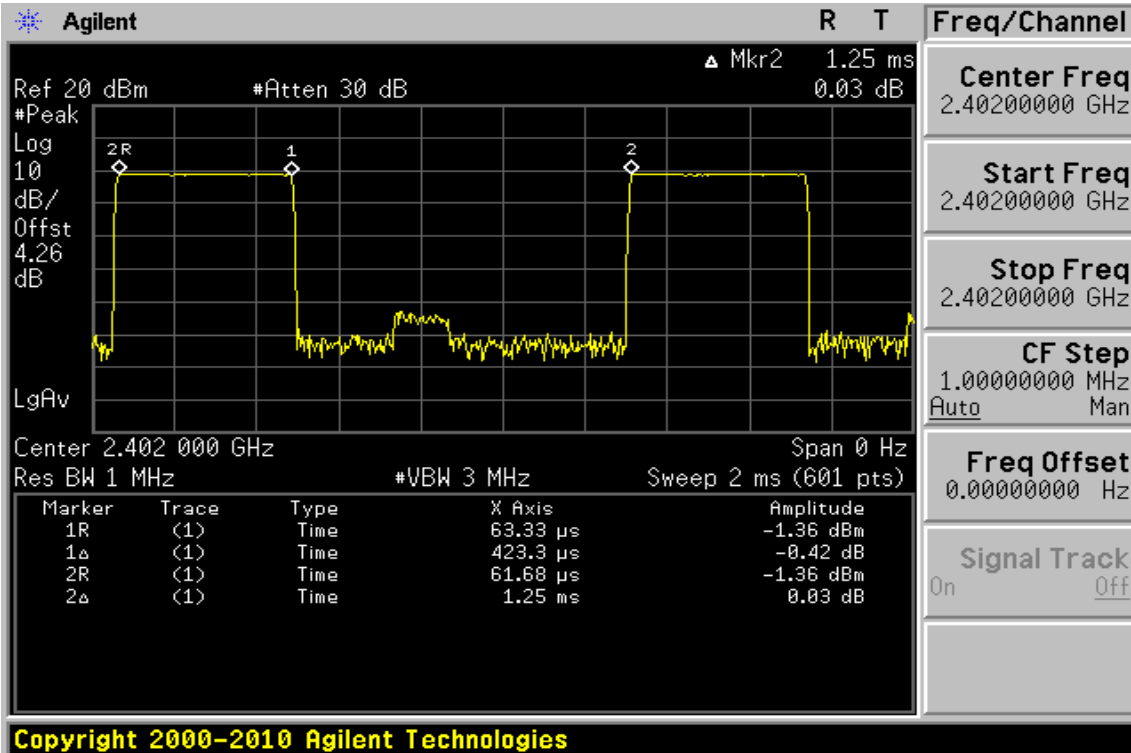 Agilent R T Freq/Channel
Δ Mkr2 1.25 ms
Ref 20 dBm #Atten 30 dB 0.03 dB
#Peak
Log
10
dB/
Offst
4.26
dB
LgAv
2R 1 2
Center 2.402 000 GHz Span 0 Hz
Res BW 1 MHz #VBW 3 MHz Sweep 2 ms (601 pts)
Marker Trace Type X Axis Amplitude
1R (1) Time 63.33 µs -1.36 dBm
1Δ (1) Time 423.3 µs -0.42 dB
2R (1) Time 61.68 µs -1.36 dBm
2Δ (1) Time 1.25 ms 0.03 dB
Center Freq
2.40200000 GHz
Start Freq
2.40200000 GHz
Stop Freq
2.40200000 GHz
CF Step
1.00000000 MHz
Auto Man
Freq Offset
0.00000000 Hz
Signal Track
On Off
Copyright 2000-2010 Agilent Technologies